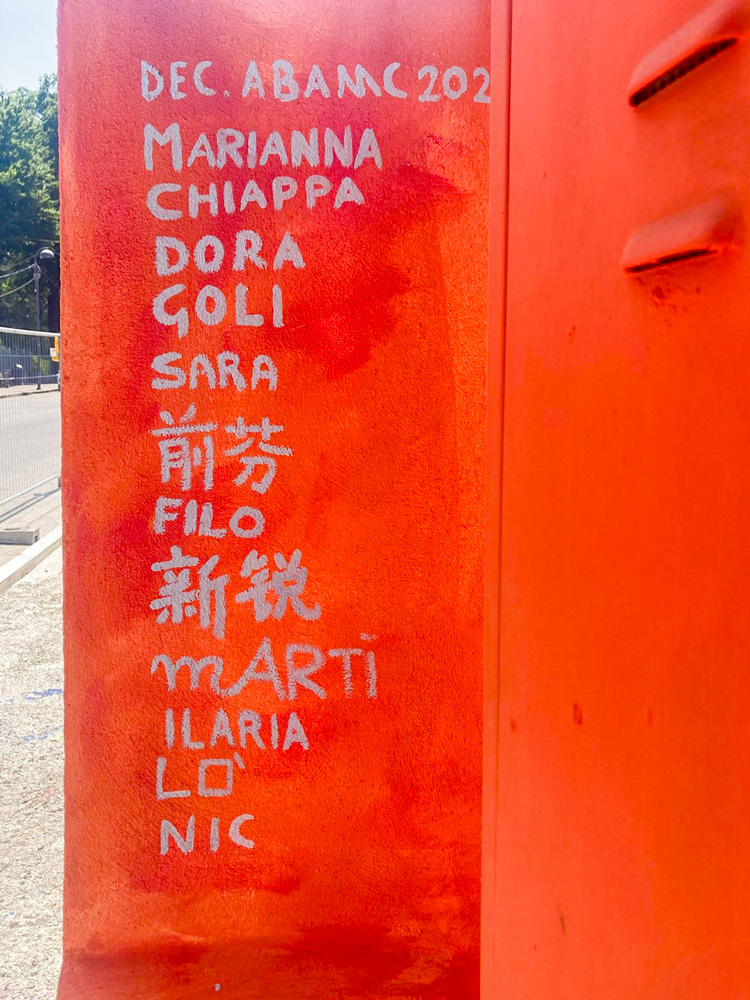 DEC. ABAMC 202
MARIANNA
CHIAPPA
DORA
GOLI
SARA
前芬
FILO
新锐
mARTi
ILARIA
LO'
NIC